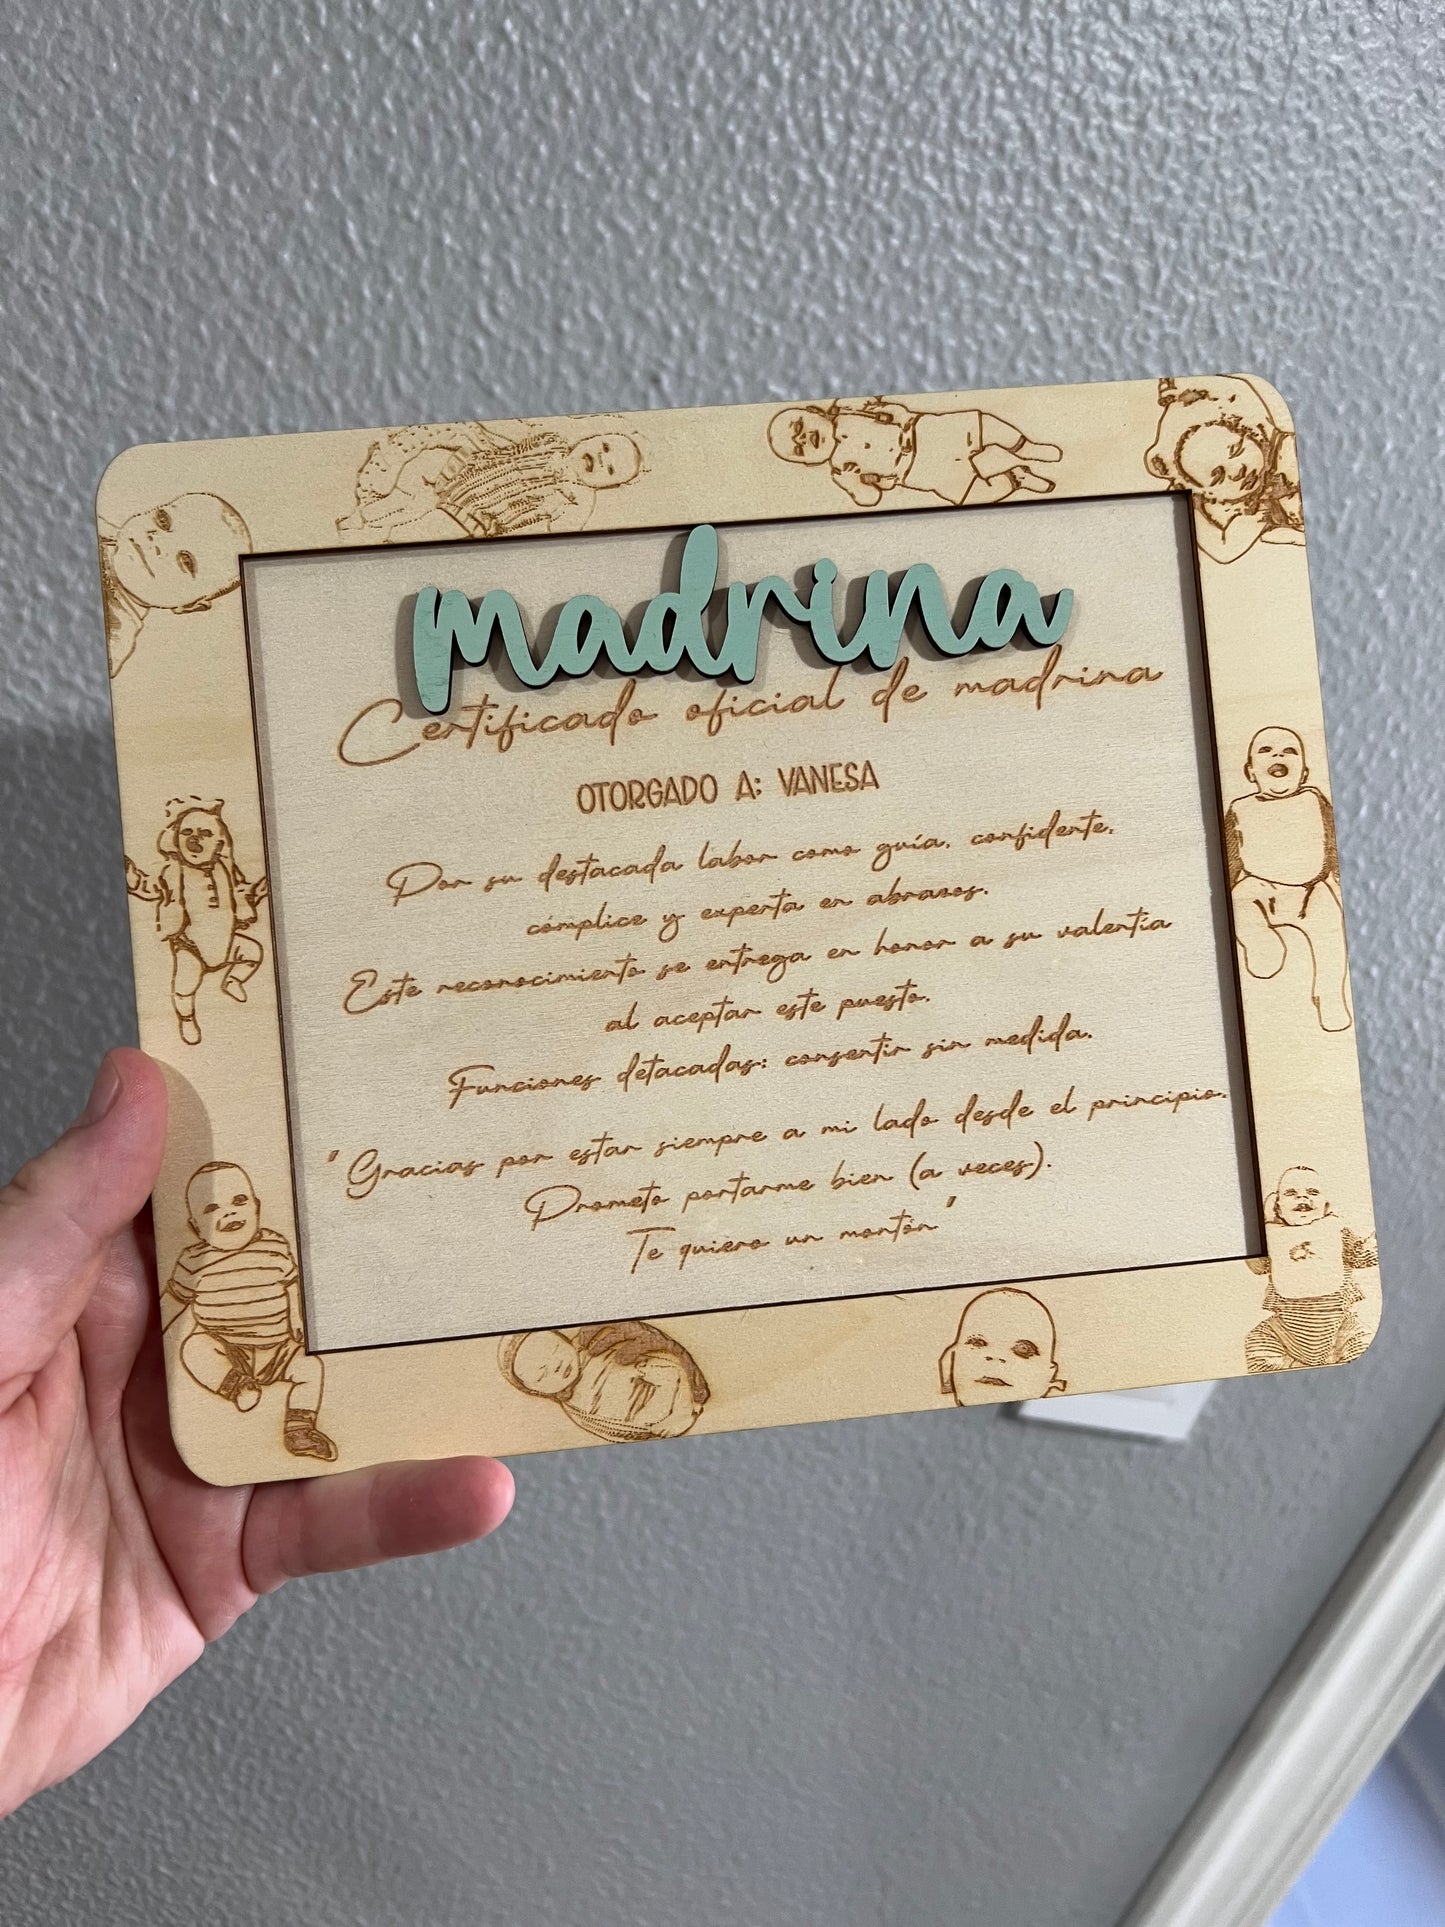 madrina
Certificado oficial de madrina
OTORGADO A: VANESA
Por su destacada labor como guía, confidente,
cómplice y experta en abrazos.
Este reconocimiento se entrega en honor a su valentía
al aceptar este puesto.
Funciones detacadas: consentir sin medida.
"Gracias por estar siempre a mi lado desde el principio.
Prometo portarme bien (a veces).
Te quiero un montón"